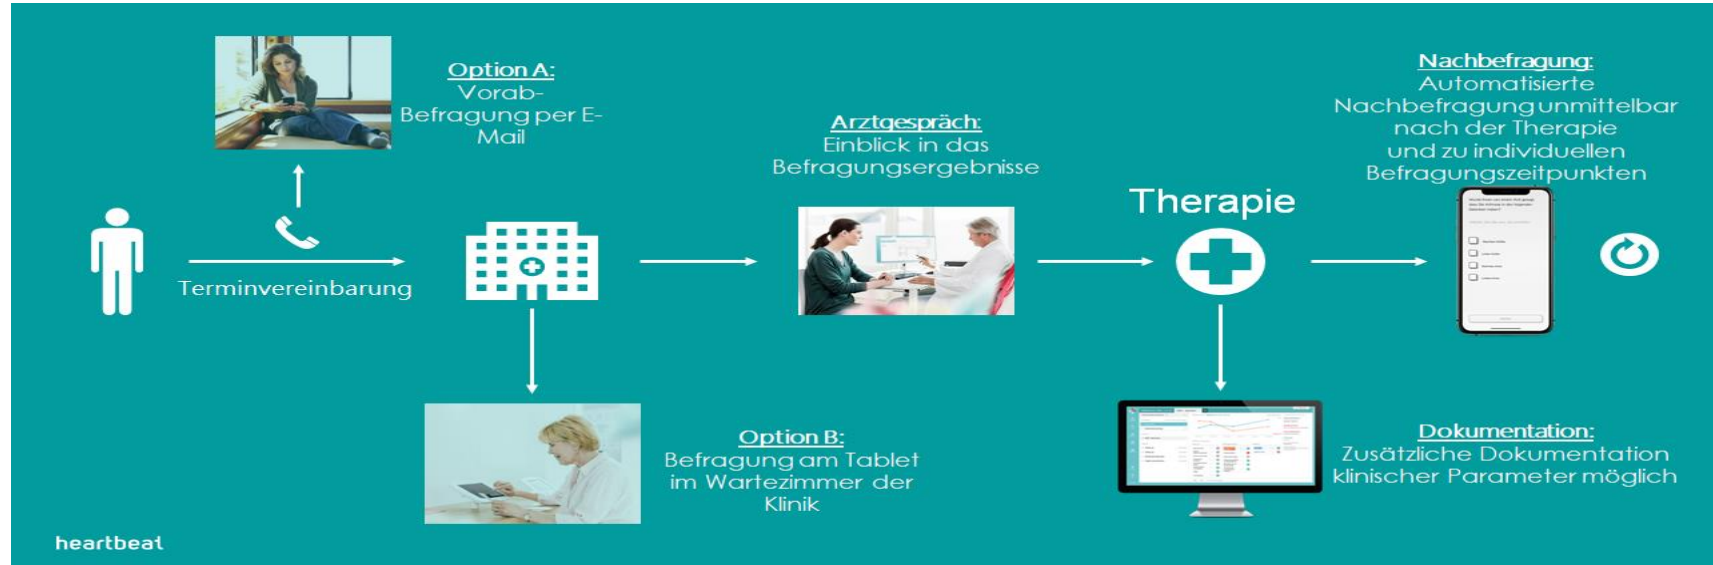 Option A:
Vorab-
Befragung per E-
Mail
Terminvereinbarung
Option B:
Befragung am Tablet
im Wartezimmer der
Klinik
Arztgespräch:
Einblick in das
Befragungsergebnisse
Therapie
Nachbefragung:
Automatisierte
Nachbefragung unmittelbar
nach der Therapie
und zu individuellen
Befragungszeitpunkten
Dokumentation:
Zusätzliche Dokumentation
klinischer Parameter möglich
heartbeat